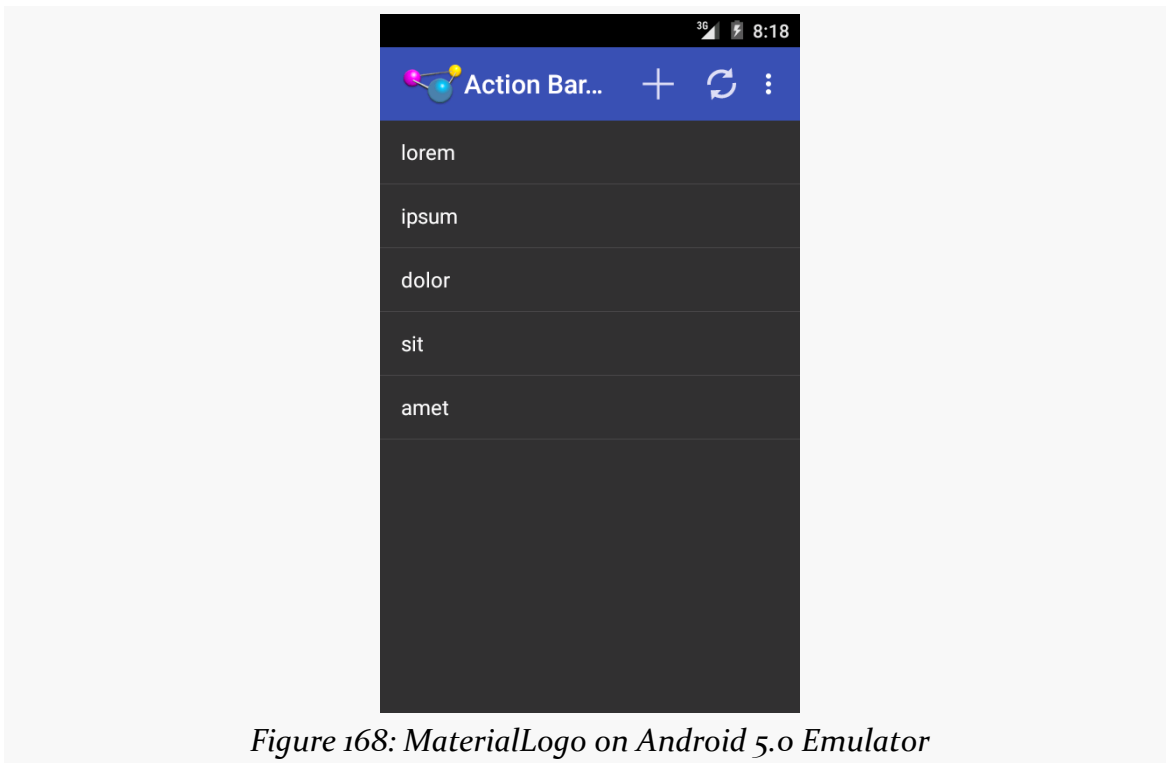 3G 8:18
Action Bar...
lorem
ipsum
dolor
sit
amet
Figure 168: MaterialLogo on Android 5.0 Emulator